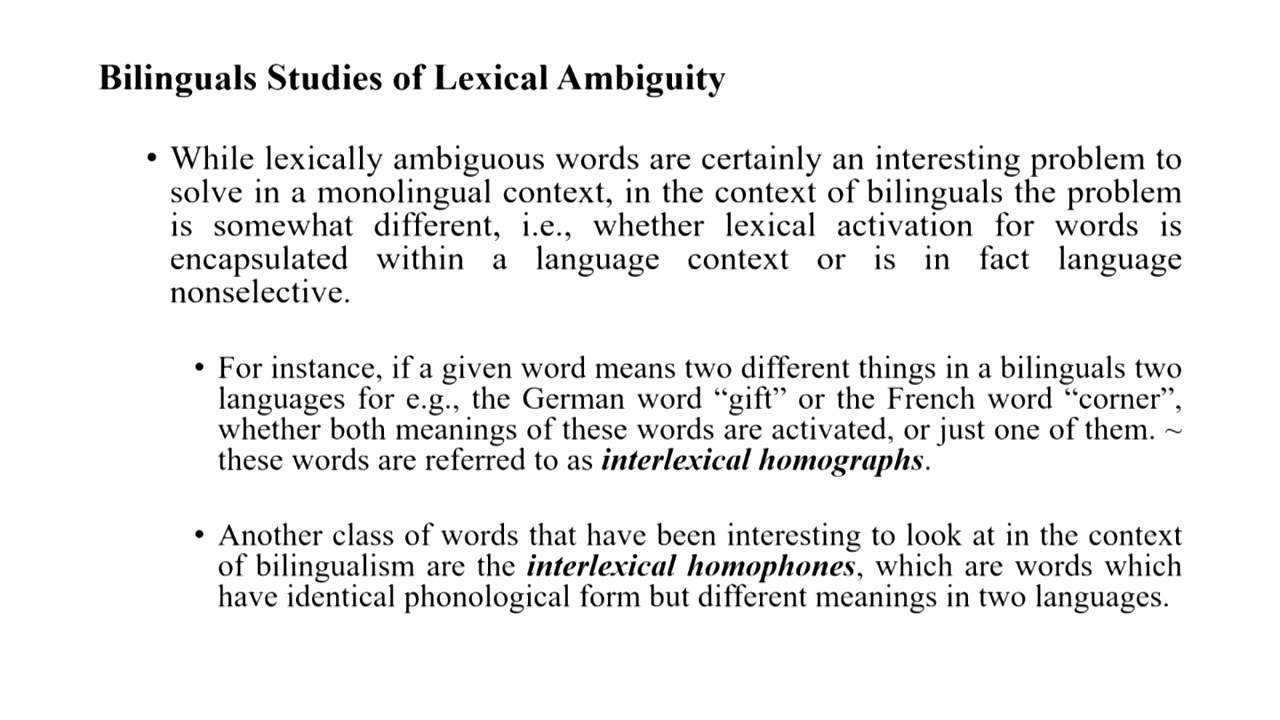 Bilinguals Studies of Lexical Ambiguity
• While lexically ambiguous words are certainly an interesting problem to
solve in a monolingual context, in the context of bilinguals the problem
is somewhat different, i.e., whether lexical activation for words is
encapsulated within a language context or is in fact language
nonselective.
• For instance, if a given word means two different things in a bilinguals two
languages for e.g., the German word “gift” or the French word “corner”,
whether both meanings of these words are activated, or just one of them. ~
these words are referred to as interlexical homographs.
• Another class of words that have been interesting to look at in the context
of bilingualism are the interlexical homophones, which are words which
have identical phonological form but different meanings in two languages.